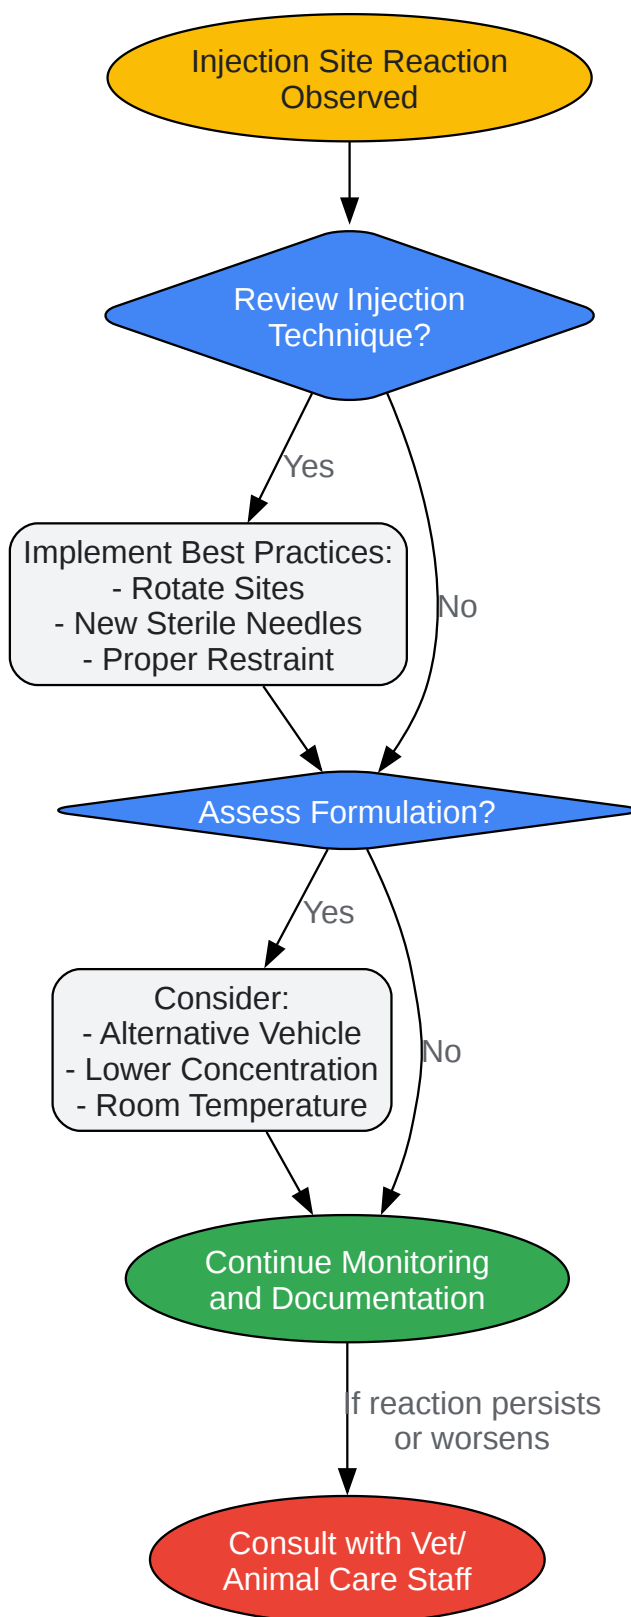 Injection Site Reaction
Observed
Review Injection
Technique?
Yes
Implement Best Practices:
- Rotate Sites
- New Sterile Needles
- Proper Restraint
No
Assess Formulation?
Yes
Consider:
- Alternative Vehicle
- Lower Concentration
- Room Temperature
No
Continue Monitoring
and Documentation
If reaction persists
or worsens
Consult with Vet/
Animal Care Staff